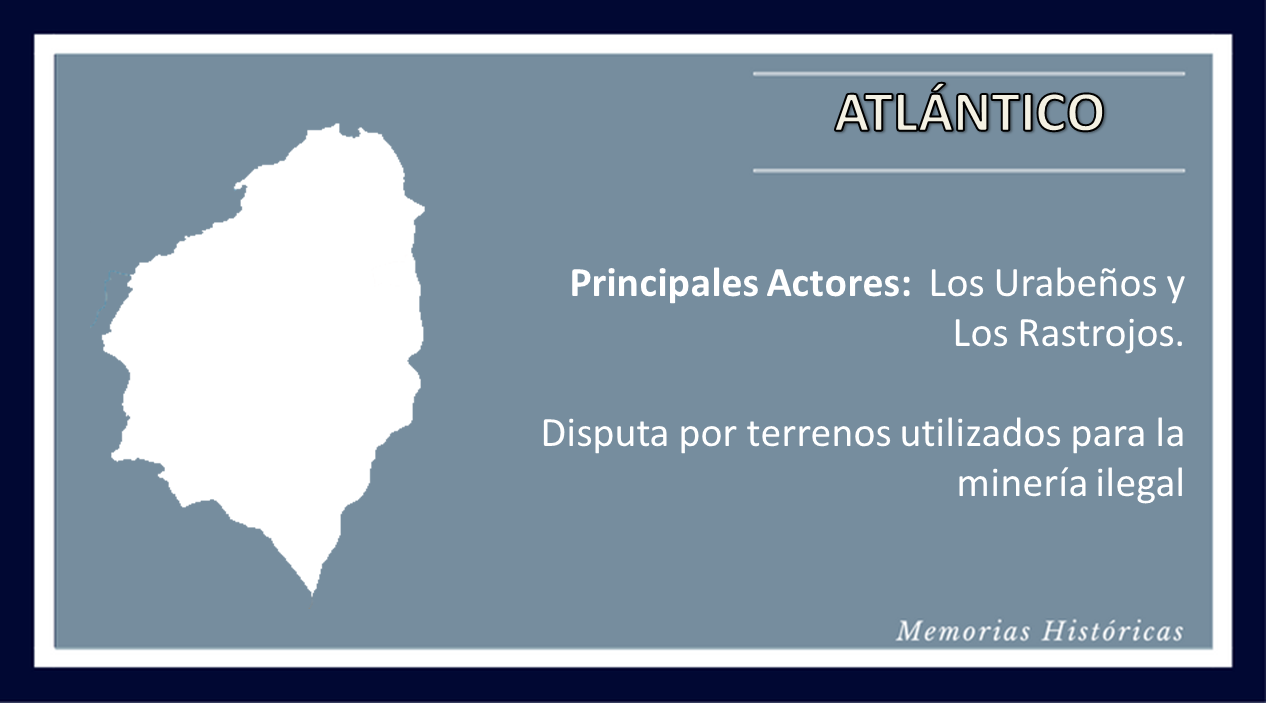 ATLÁNTICO
Principales Actores: Los Urabeños y
Los Rastrojos.
Disputa por terrenos utilizados para la
minería ilegal
Memorias Históricas